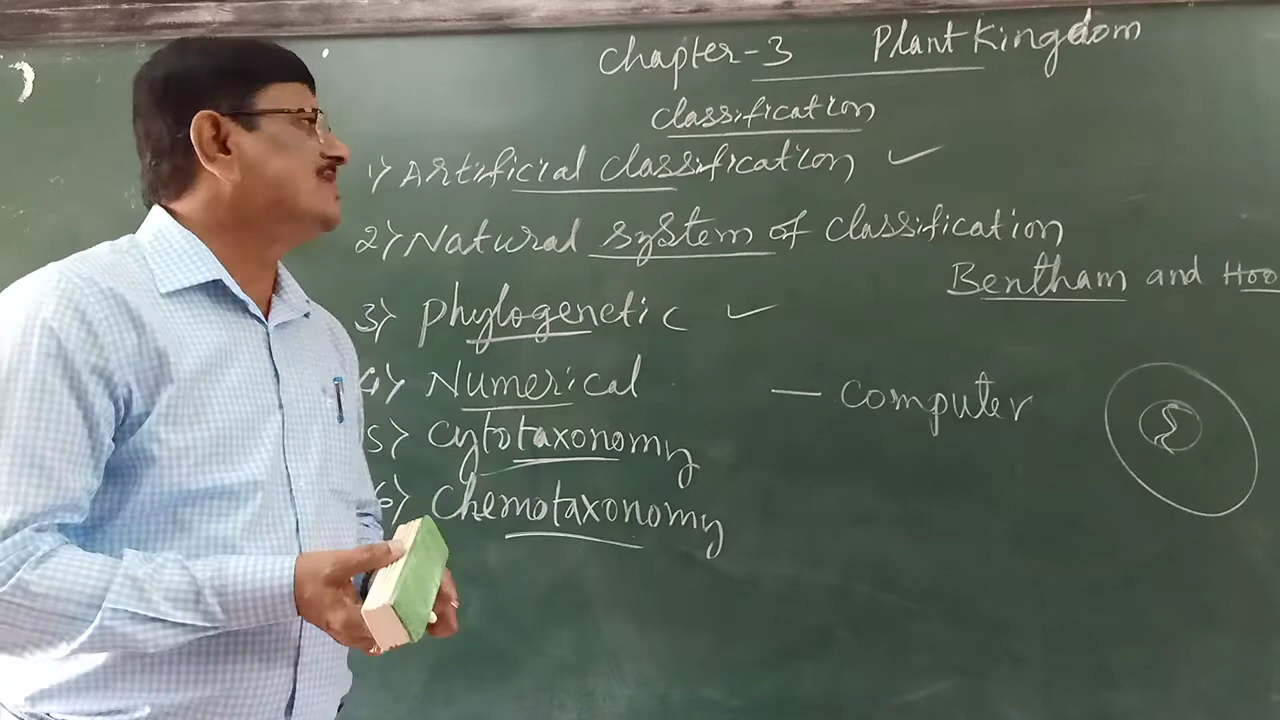 Chapter-3 Plant Kingdom
Classification
1) Artificial classification ✓
2) Natural system of classification
Bentham and Hoo
3) Phylogenetic ✓
4) Numerical — Computer
5) Cytotaxonomy
6) Chemotaxonomy